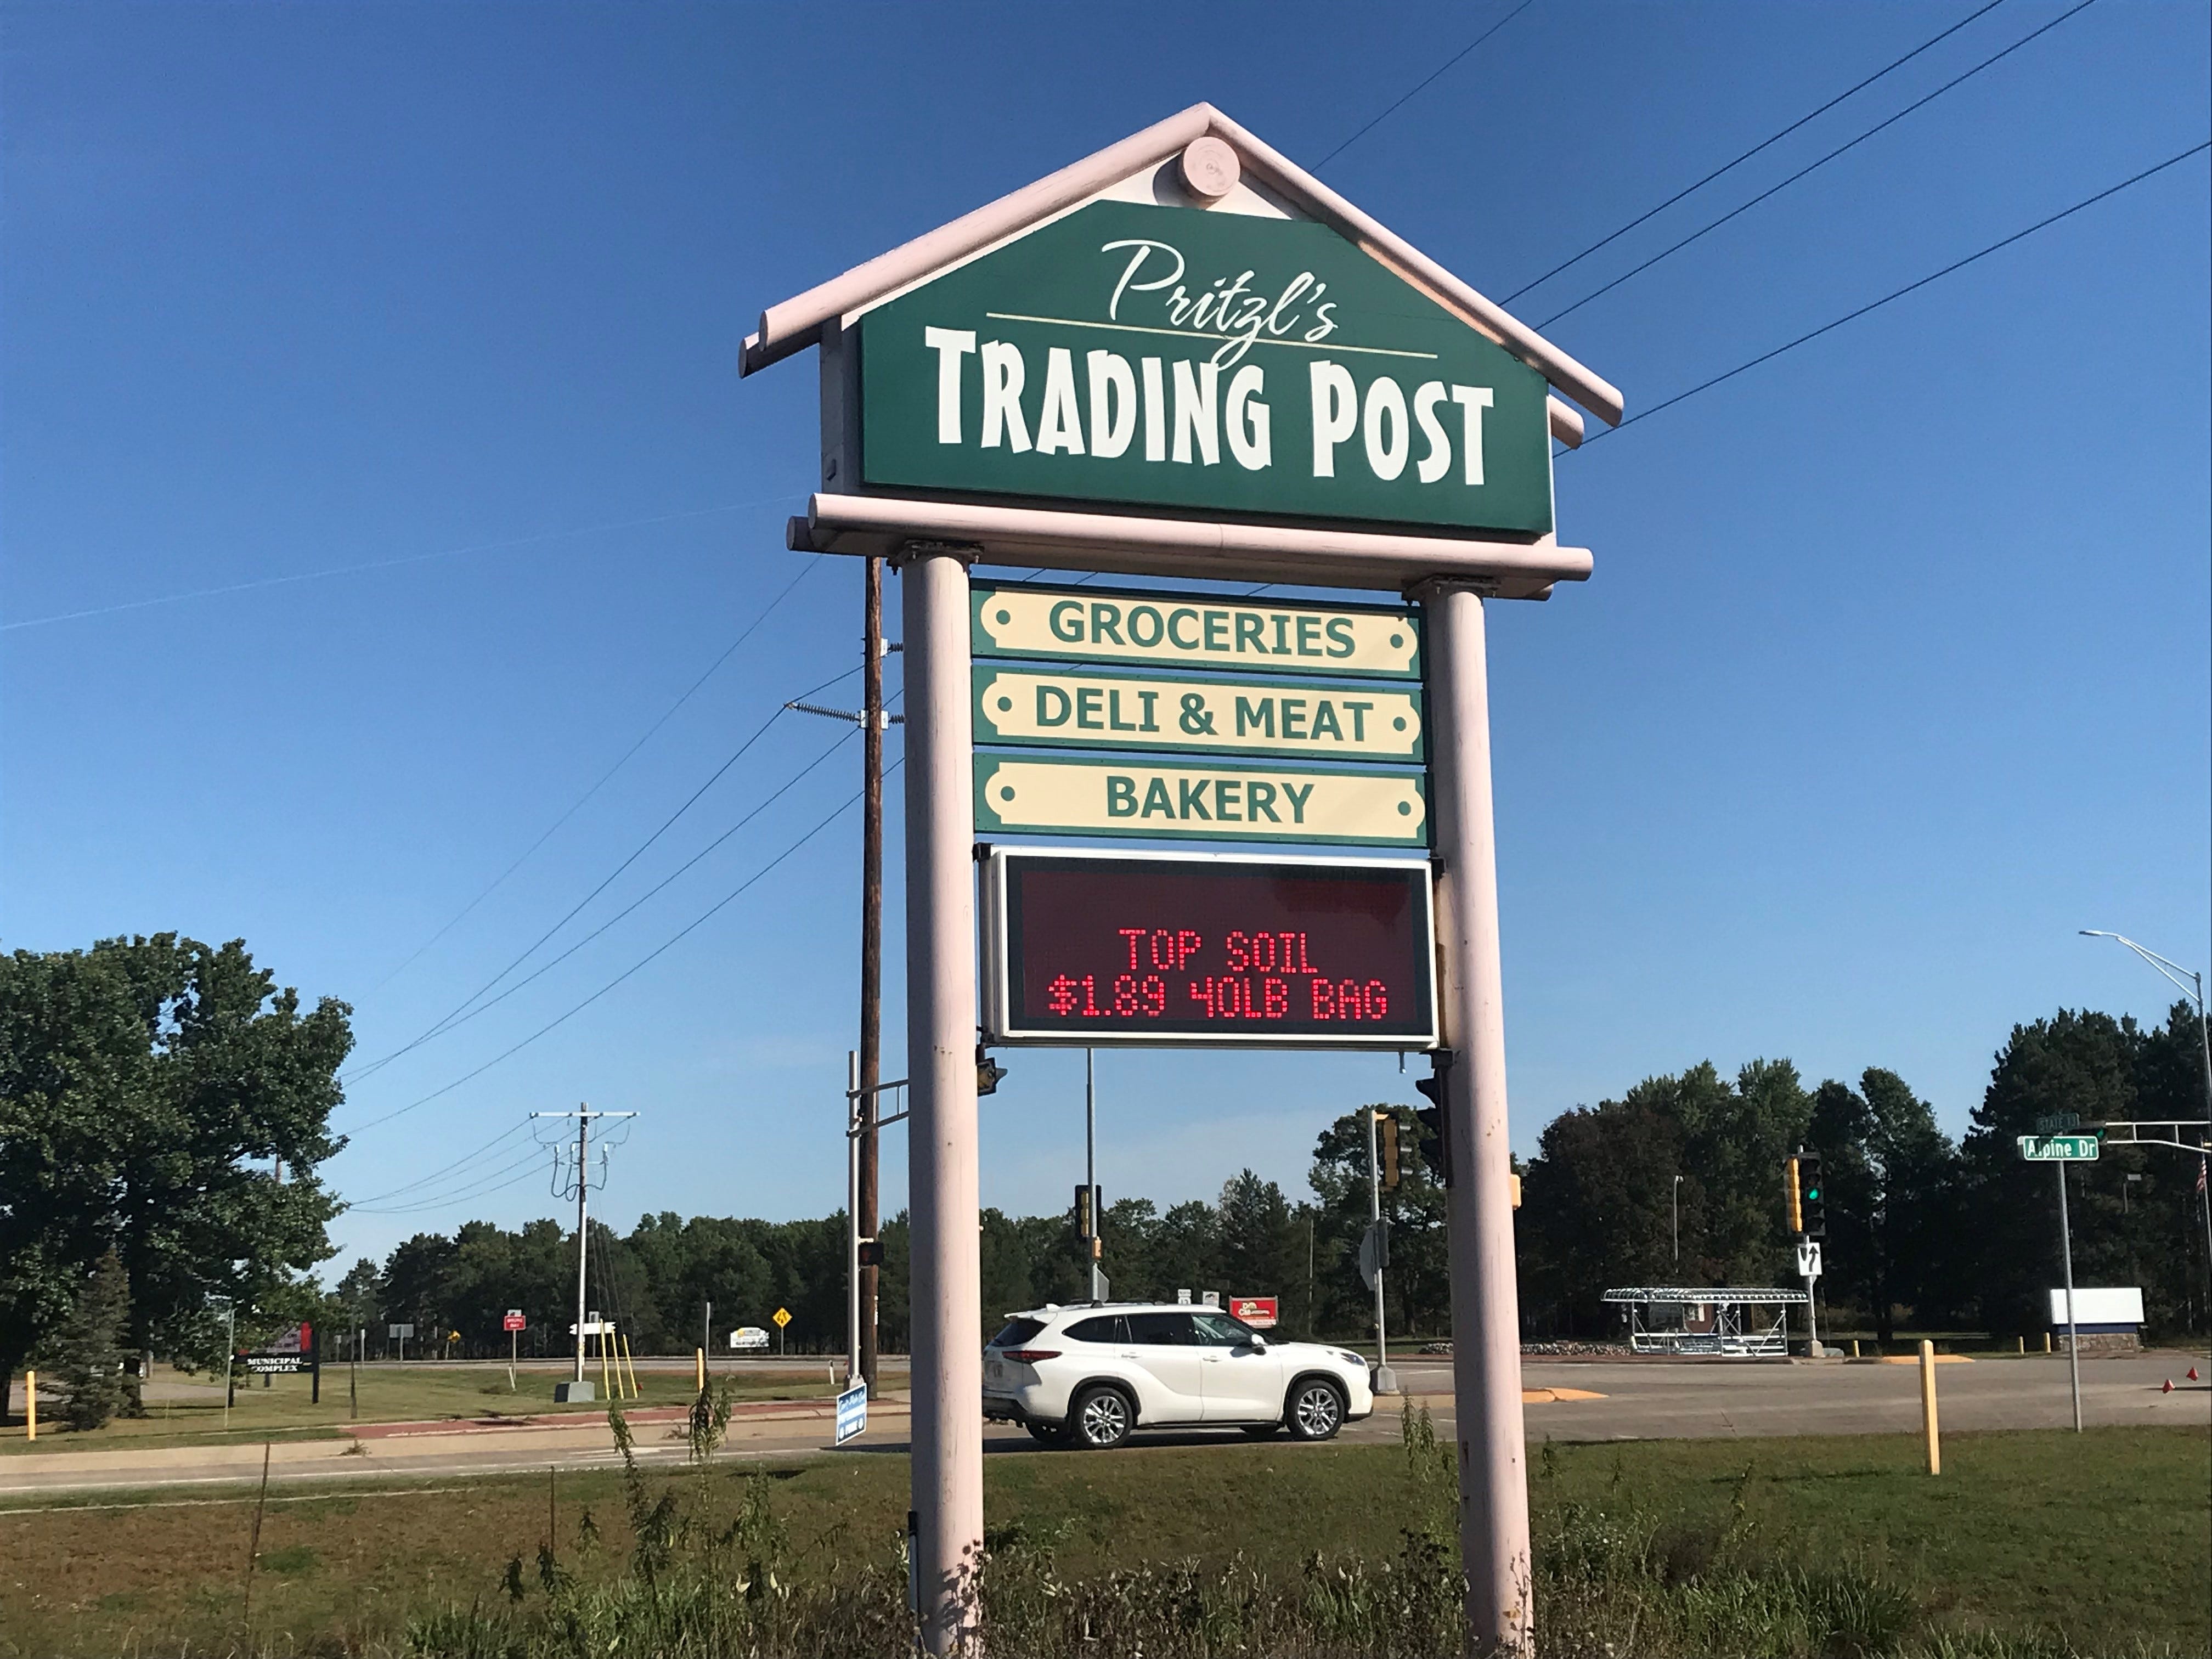 Pritzl's
TRADING POST
GROCERIES
DELI & MEAT
BAKERY
TOP SOIL
$1.89 40LB BAG
Alpine Dr
MUNICIPAL
COMPLEX